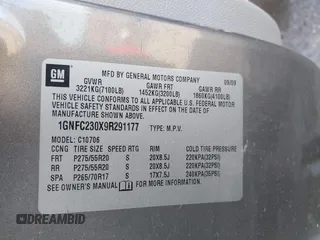 GM
MFD BY GENERAL MOTORS CORPORATION 09/09
GVWR GAWR FRT GAWR RR
3221KG(7100LB) 1452KG(3200LB) 1860KG(4100LB)
THIS VEHICLE CONFORMS TO ALL APPLICABLE U.S. FEDERAL MOTOR
VEHICLE SAFETY STANDARDS IN EFFECT ON THE DATE OF
MANUFACTURE SHOWN ABOVE.
1GNFC230X9R291177 TYPE: M.P.V.
MODEL: C10706
CCNG TIRE SIZE SPEED RTG RIM COLD TIRE PRESSURE
FRT P275/55R20 S 20X8.5J 220KPA(32PSI)
RR P275/55R20 S 20X8.5J 220KPA(32PSI)
SPA P265/70R17 S 17X7.5J 240KPA(35PSI)
SEE OWNER'S MANUAL FOR MORE INFORMATION.
DREAMBID